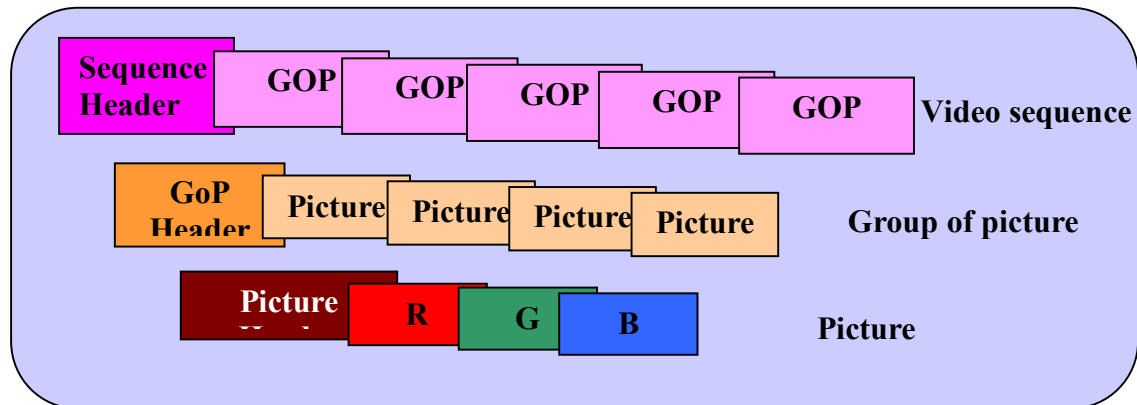 Sequence
Header
GOP
GOP
GOP
GOP
GOP
Video sequence
GoP
Header
Picture
Picture
Picture
Picture
Group of picture
Picture
R
G
B
Picture